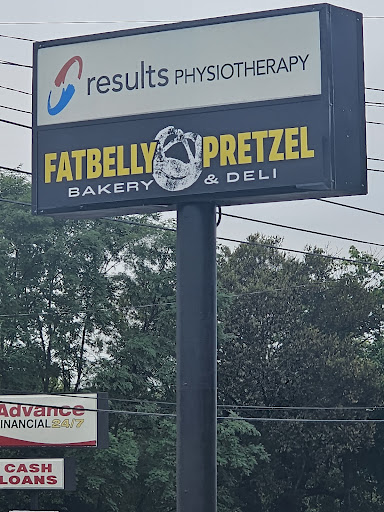 results PHYSIOTHERAPY
FATBELLY PRETZEL
BAKERY & DELI
Advance
FINANCIAL 24/7
CASH
LOANS